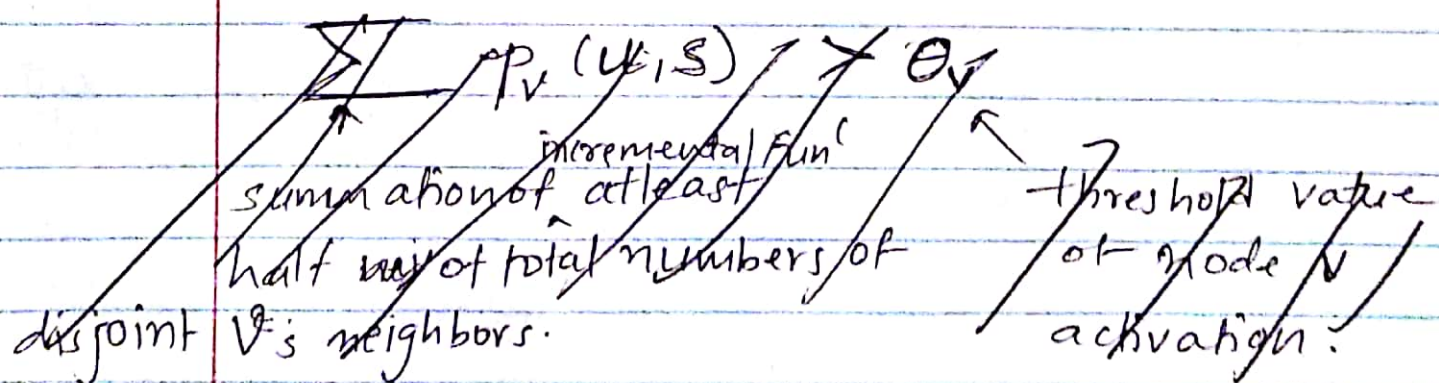 Σ p_v (u, S) > θ_v
incremental fun'
summation of atleast threshold value
half of total numbers of of node v
disjoint v's neighbors. activation.